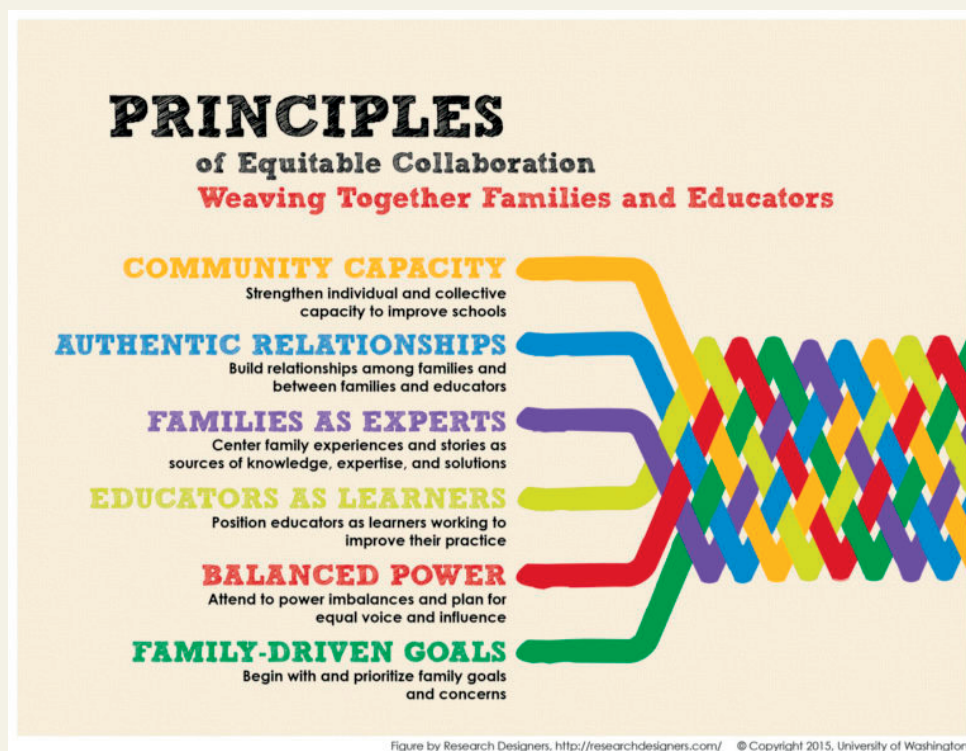 PRINCIPLES
of Equitable Collaboration
Weaving Together Families and Educators
COMMUNITY CAPACITY
Strengthen individual and collective
capacity to improve schools
AUTHENTIC RELATIONSHIPS
Build relationships among families and
between families and educators
FAMILIES AS EXPERTS
Center family experiences and stories as
sources of knowledge, expertise, and solutions
EDUCATORS AS LEARNERS
Position educators as learners working to
improve their practice
BALANCED POWER
Attend to power imbalances and plan for
equal voice and influence
FAMILY-DRIVEN GOALS
Begin with and prioritize family goals
and concerns
Figure by Research Designers, http://researchdesigners.com/ © Copyright 2015, University of Washington